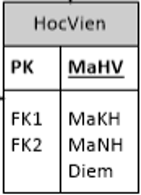 HocVien
PK MaHV
FK1 MaKH
FK2 MaNH
Diem